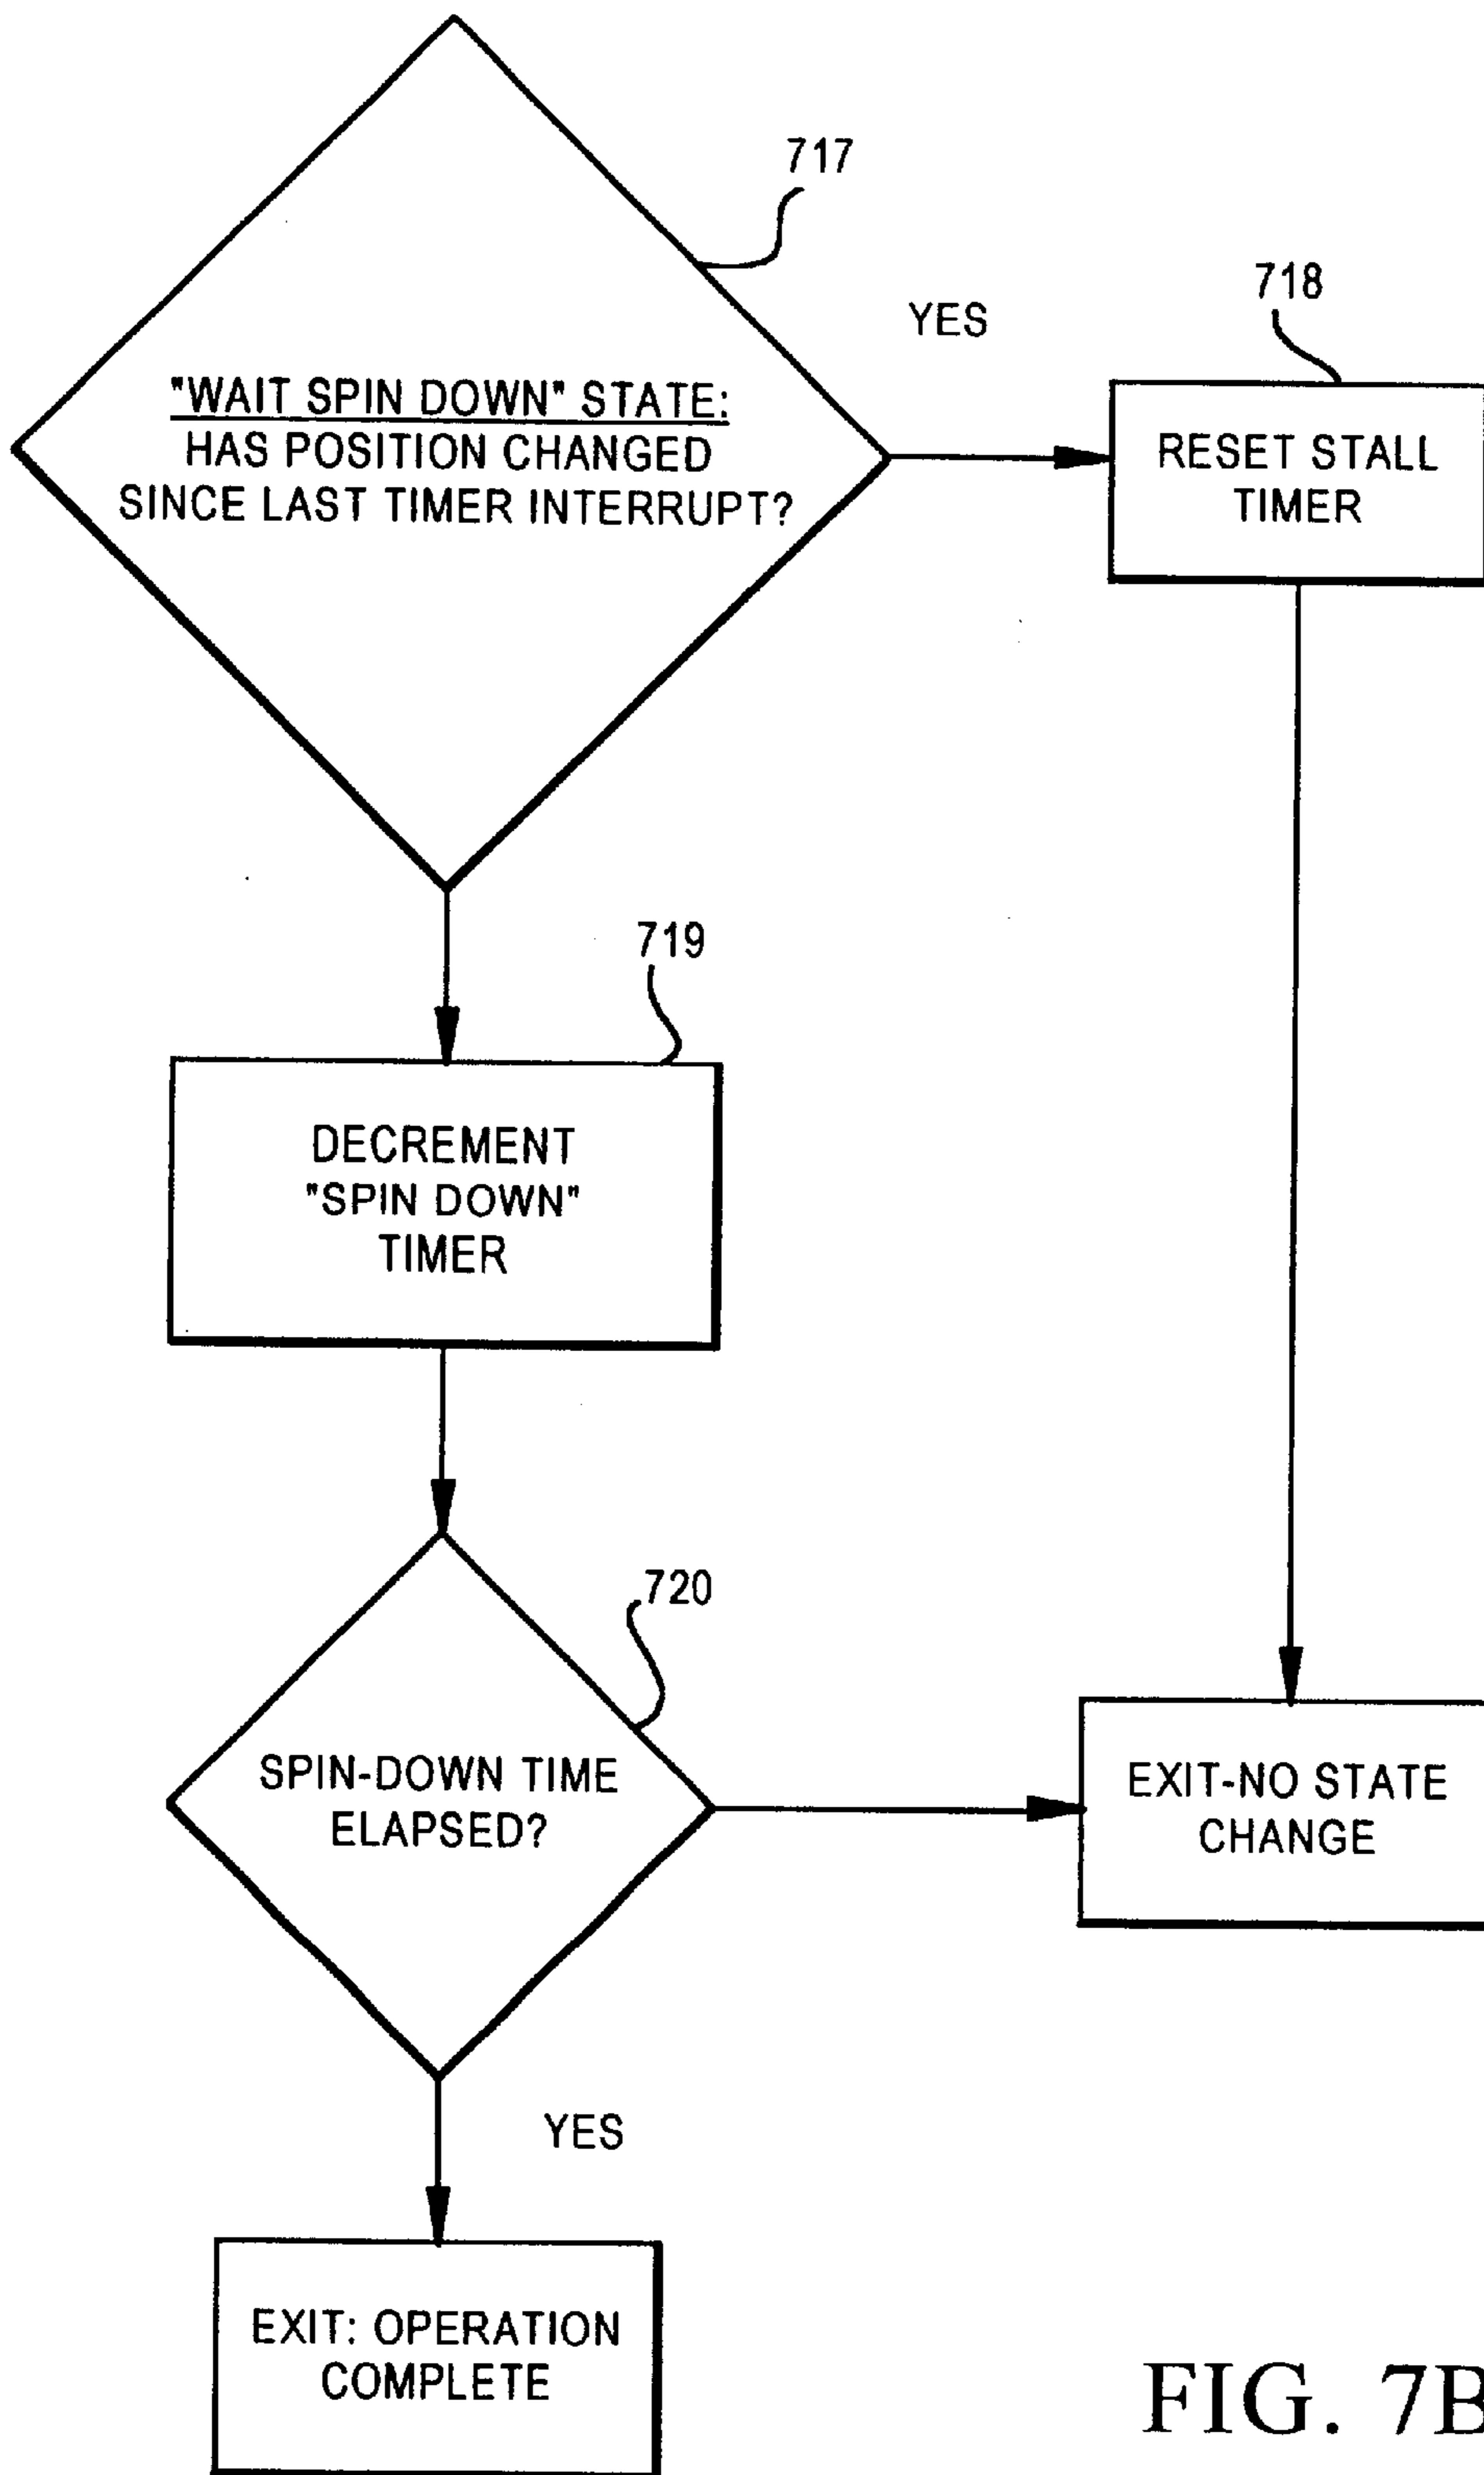 717
YES
718
"WAIT SPIN DOWN" STATE:
HAS POSITION CHANGED
SINCE LAST TIMER INTERRUPT?
RESET STALL
TIMER
719
DECREMENT
"SPIN DOWN"
TIMER
720
SPIN-DOWN TIME
ELAPSED?
EXIT-NO STATE
CHANGE
YES
EXIT: OPERATION
COMPLETE
FIG. 7B